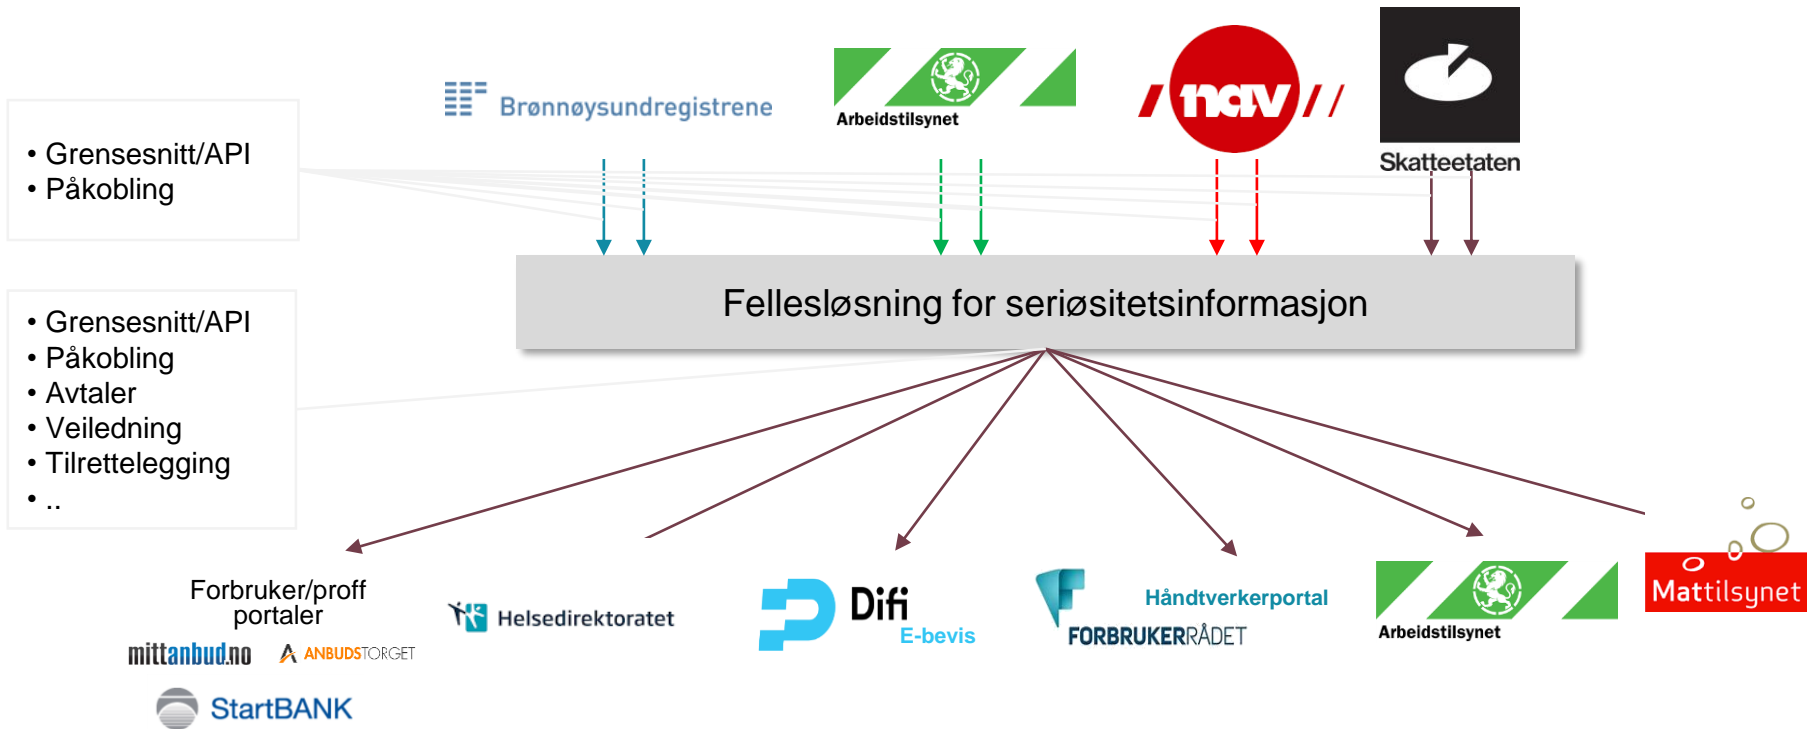 Brønnøysundregistrene
Arbeidstilsynet
nav
Skatteetaten
• Grensesnitt/API
• Påkobling
Fellesløsning for seriøsitetsinformasjon
• Grensesnitt/API
• Påkobling
• Avtaler
• Veiledning
• Tilrettelegging
• ..
Forbruker/proff
portaler
mittanbud.no
ANBUDSTORGET
StartBANK
Helsedirektoratet
Difi
E-bevis
Håndtverkerportal
FORBRUKERRÅDET
Arbeidstilsynet
Mattilsynet